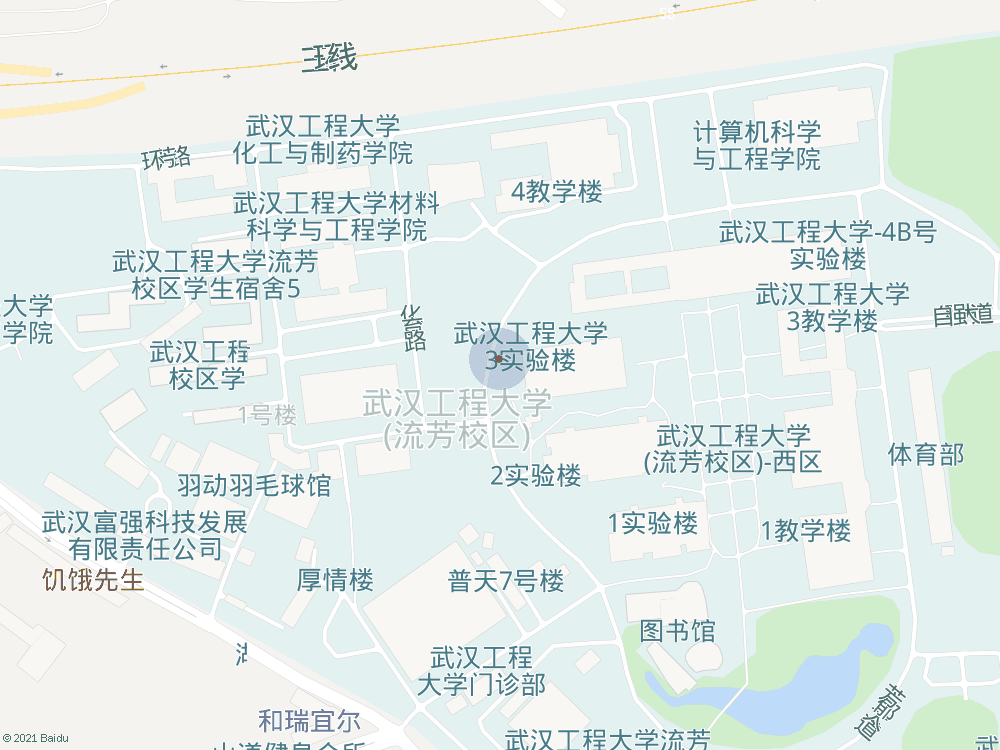 三环线
武汉工程大学
化工与制药学院
环一路
计算机科学
与工程学院
4教学楼
武汉工程大学材料
科学与工程学院
武汉工程大学-4B号
实验楼
武汉工程大学流芳
校区学生宿舍5
大学
学院
武汉工程大学
3教学楼
自强大道
化育路
武汉工程大学
3实验楼
武汉工程
校区学
武汉工程大学
(流芳校区)
1号楼
武汉工程大学
(流芳校区)-西区
体育部
2实验楼
羽动羽毛球馆
武汉富强科技发展
有限责任公司
1实验楼
1教学楼
饥饿先生
厚情楼
普天7号楼
图书馆
武汉工程
大学门诊部
和瑞宜尔
武汉工程大学流芳
© 2021 Baidu